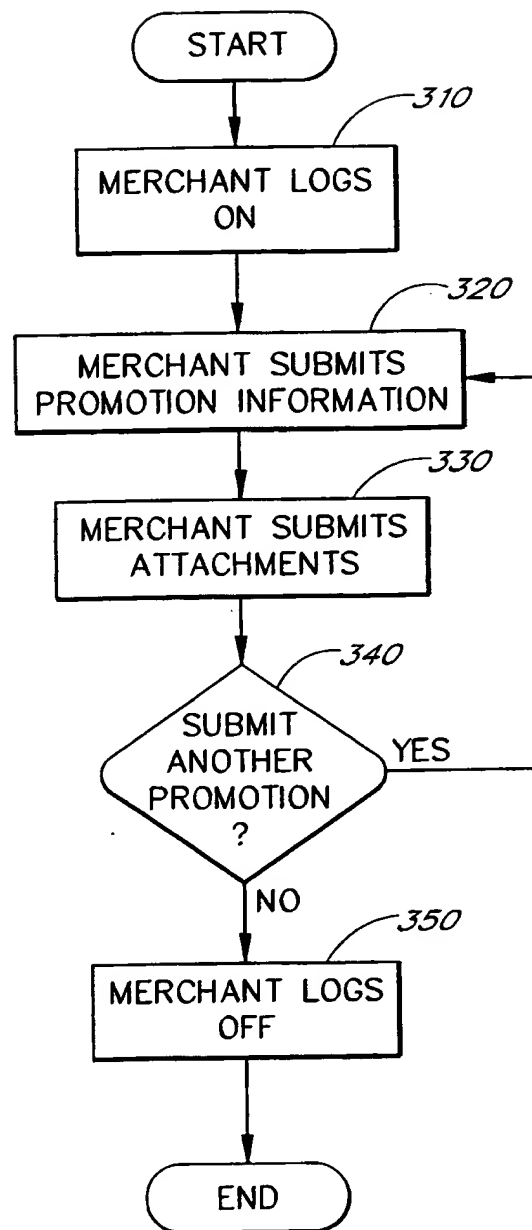 START
310
MERCHANT LOGS
ON
320
MERCHANT SUBMITS
PROMOTION INFORMATION
330
MERCHANT SUBMITS
ATTACHMENTS
340
SUBMIT
ANOTHER
PROMOTION
?
YES
NO
350
MERCHANT LOGS
OFF
END